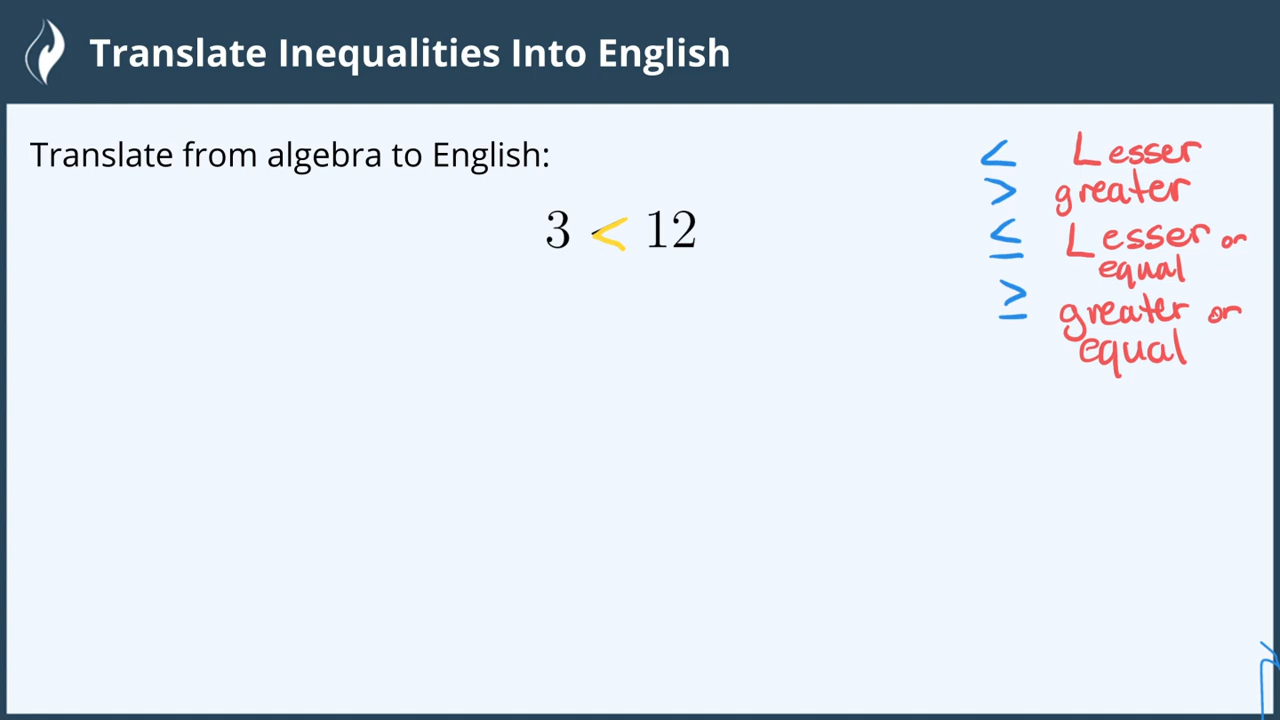 Translate Inequalities Into English
Translate from algebra to English:
3 < 12
< Lesser
> greater
≤ Lesser or
equal
≥ greater or
equal